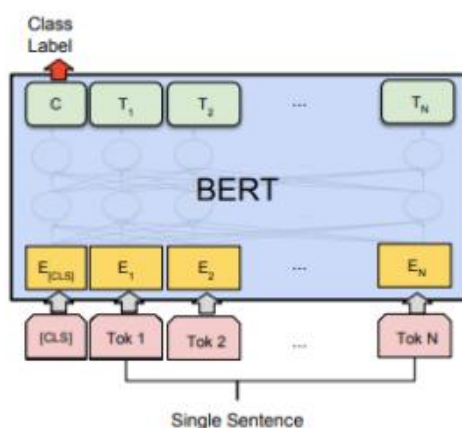 Class
Label
C T1 T2 ... TN
BERT
E[CLS] E1 E2 ... EN
[CLS] Tok 1 Tok 2 ... Tok N
Single Sentence